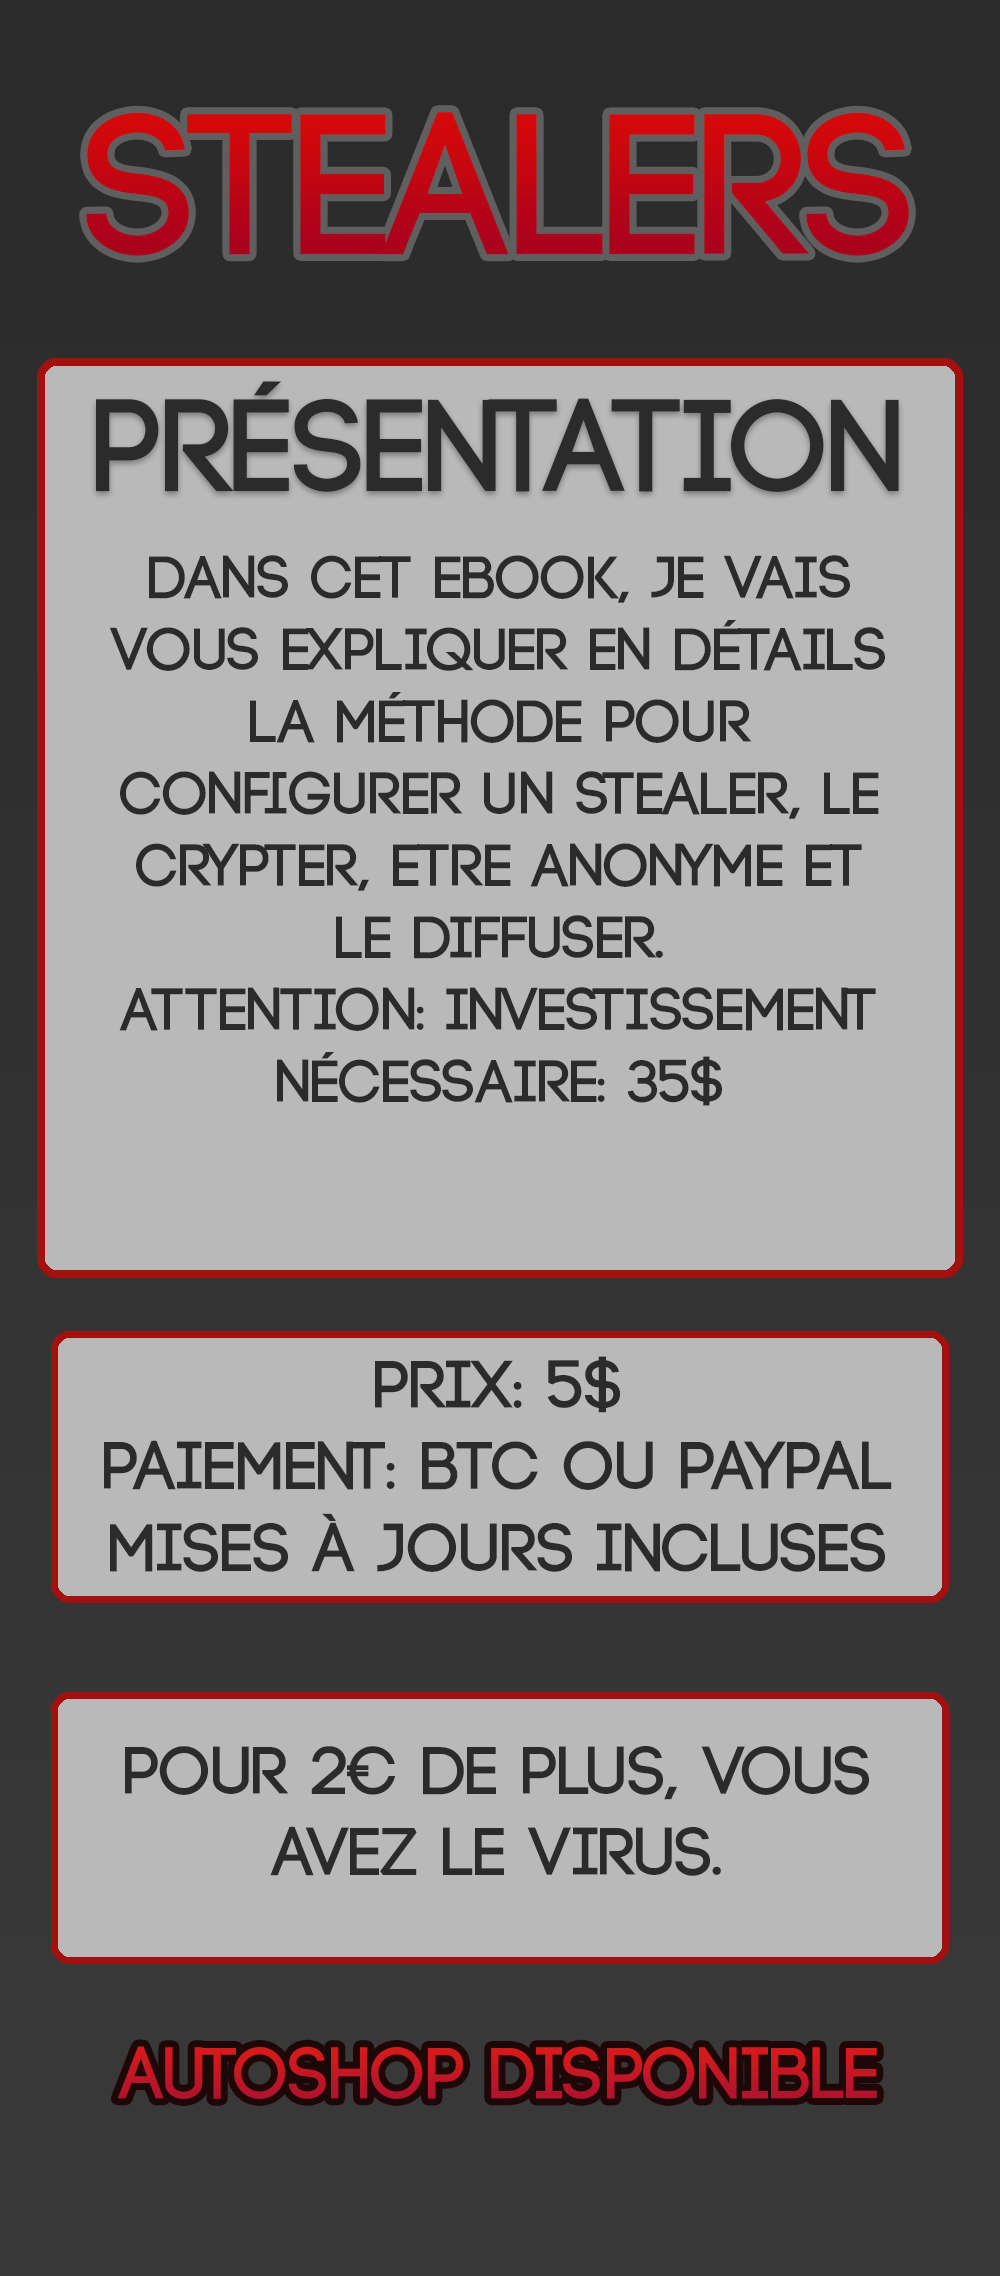 STEALERS
PRÉSENTATION
DANS CET EBOOK, JE VAIS
VOUS EXPLIQUER EN DÉTAILS
LA MÉTHODE POUR
CONFIGURER UN STEALER, LE
CRYPTER, ETRE ANONYME ET
LE DIFFUSER.
ATTENTION: INVESTISSEMENT
NÉCESSAIRE: 35$
PRIX: 5$
PAIEMENT: BTC OU PAYPAL
MISES À JOURS INCLUSES
POUR 2€ DE PLUS, VOUS
AVEZ LE VIRUS.
AUTOSHOP DISPONIBLE